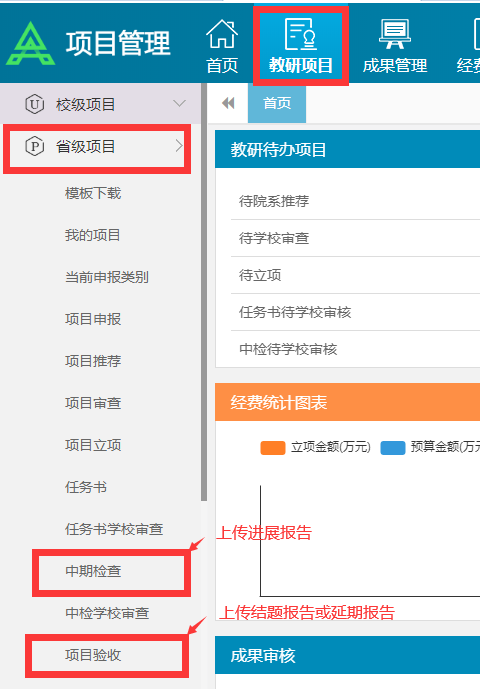 项目管理
首页
教研项目
成果管理
经
U 校级项目
P 省级项目
模板下载
我的项目
当前申报类别
项目申报
项目推荐
项目审查
项目立项
任务书
任务书学校审查
中期检查
中检学校审查
项目验收
首页
教研待办项目
待院系推荐
待学校审查
待立项
任务书待学校审核
中检待学校审核
经费统计图表
立项金额(万元)
预算金额(万元
上传进展报告
上传结题报告或延期报告
成果审核